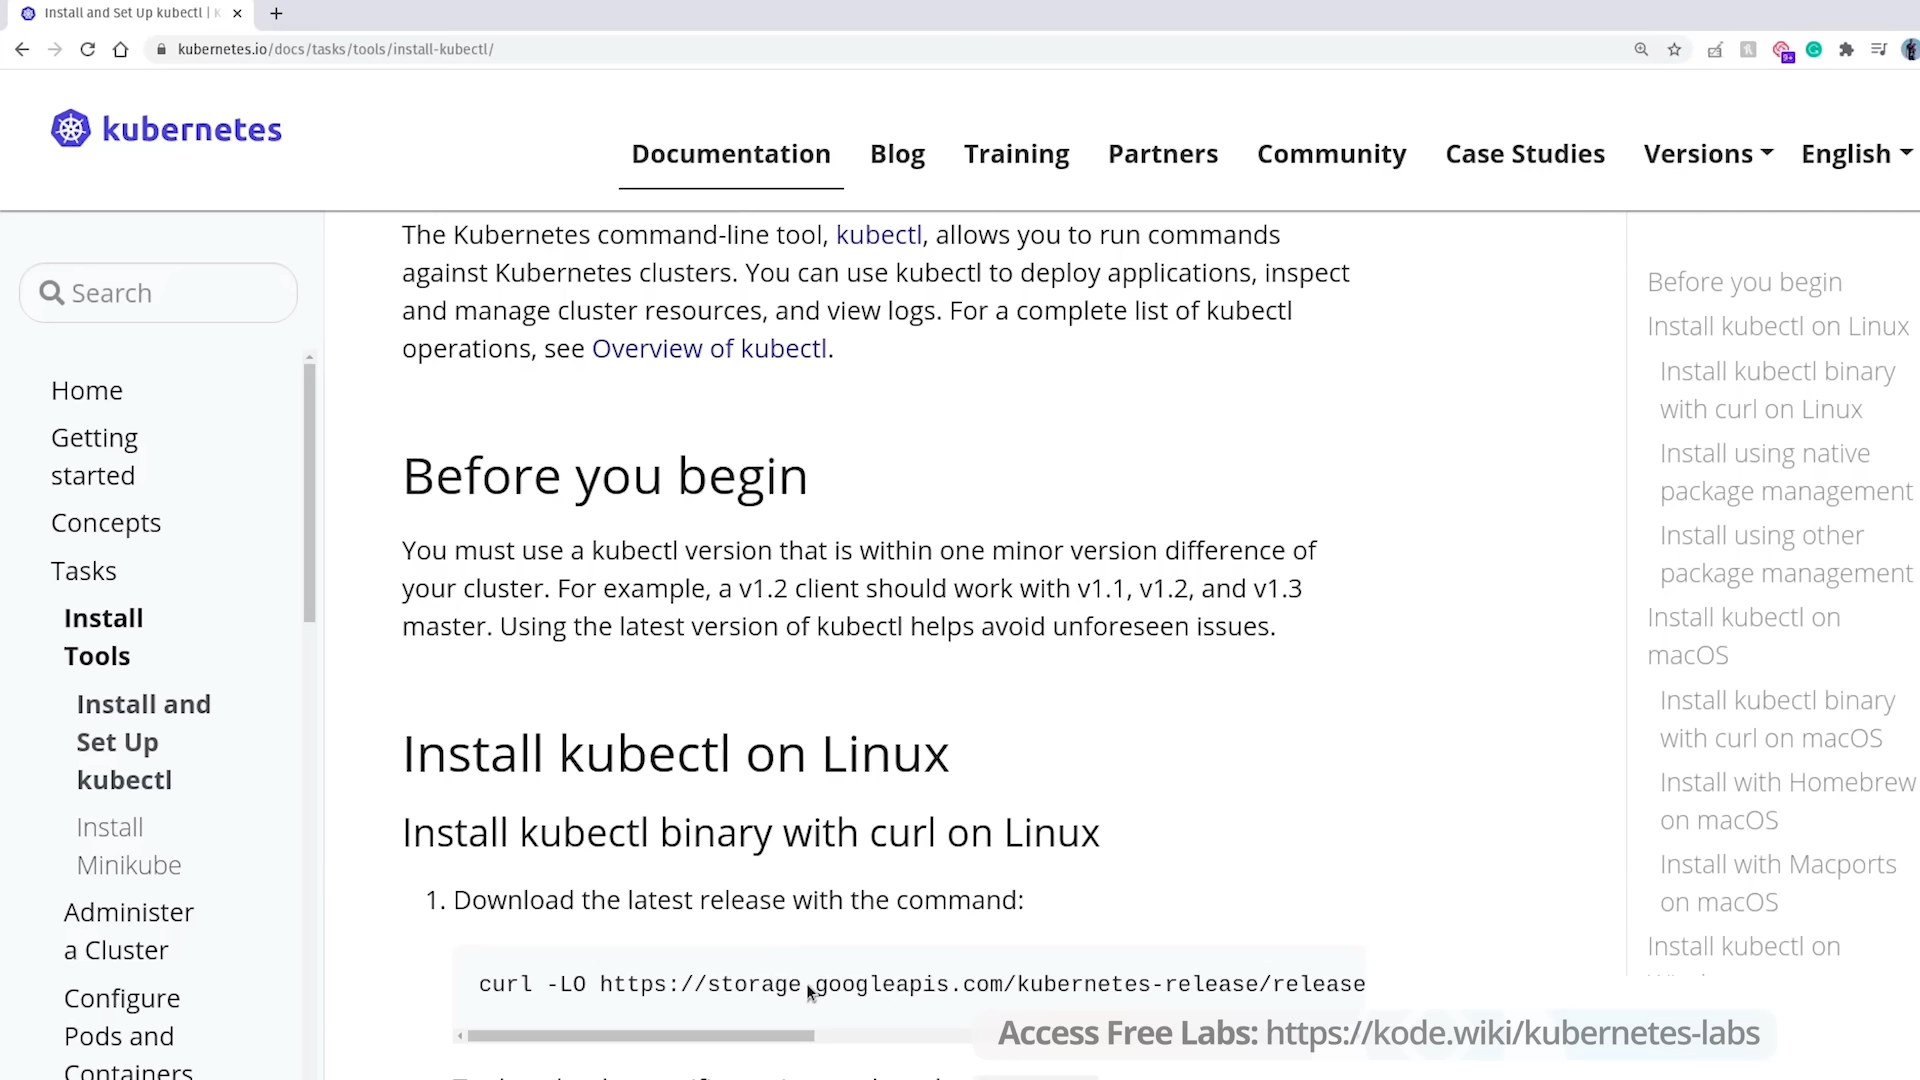 Install and Set Up kubectl |
kubernetes.io/docs/tasks/tools/install-kubectl/
9+
kubernetes
Documentation Blog Training Partners Community Case Studies Versions English
Search
Home
Getting
started
Concepts
Tasks
Install
Tools
Install and
Set Up
kubectl
Install
Minikube
Administer
a Cluster
Configure
Pods and
Containers
The Kubernetes command-line tool, kubectl, allows you to run commands
against Kubernetes clusters. You can use kubectl to deploy applications, inspect
and manage cluster resources, and view logs. For a complete list of kubectl
operations, see Overview of kubectl.
Before you begin
You must use a kubectl version that is within one minor version difference of
your cluster. For example, a v1.2 client should work with v1.1, v1.2, and v1.3
master. Using the latest version of kubectl helps avoid unforeseen issues.
Install kubectl on Linux
Install kubectl binary with curl on Linux
1. Download the latest release with the command:
curl -LO https://storage.googleapis.com/kubernetes-release/release
Before you begin
Install kubectl on Linux
Install kubectl binary
with curl on Linux
Install using native
package management
Install using other
package management
Install kubectl on
macOS
Install kubectl binary
with curl on macOS
Install with Homebrew
on macOS
Install with Macports
on macOS
Install kubectl on
Access Free Labs: https://kode.wiki/kubernetes-labs